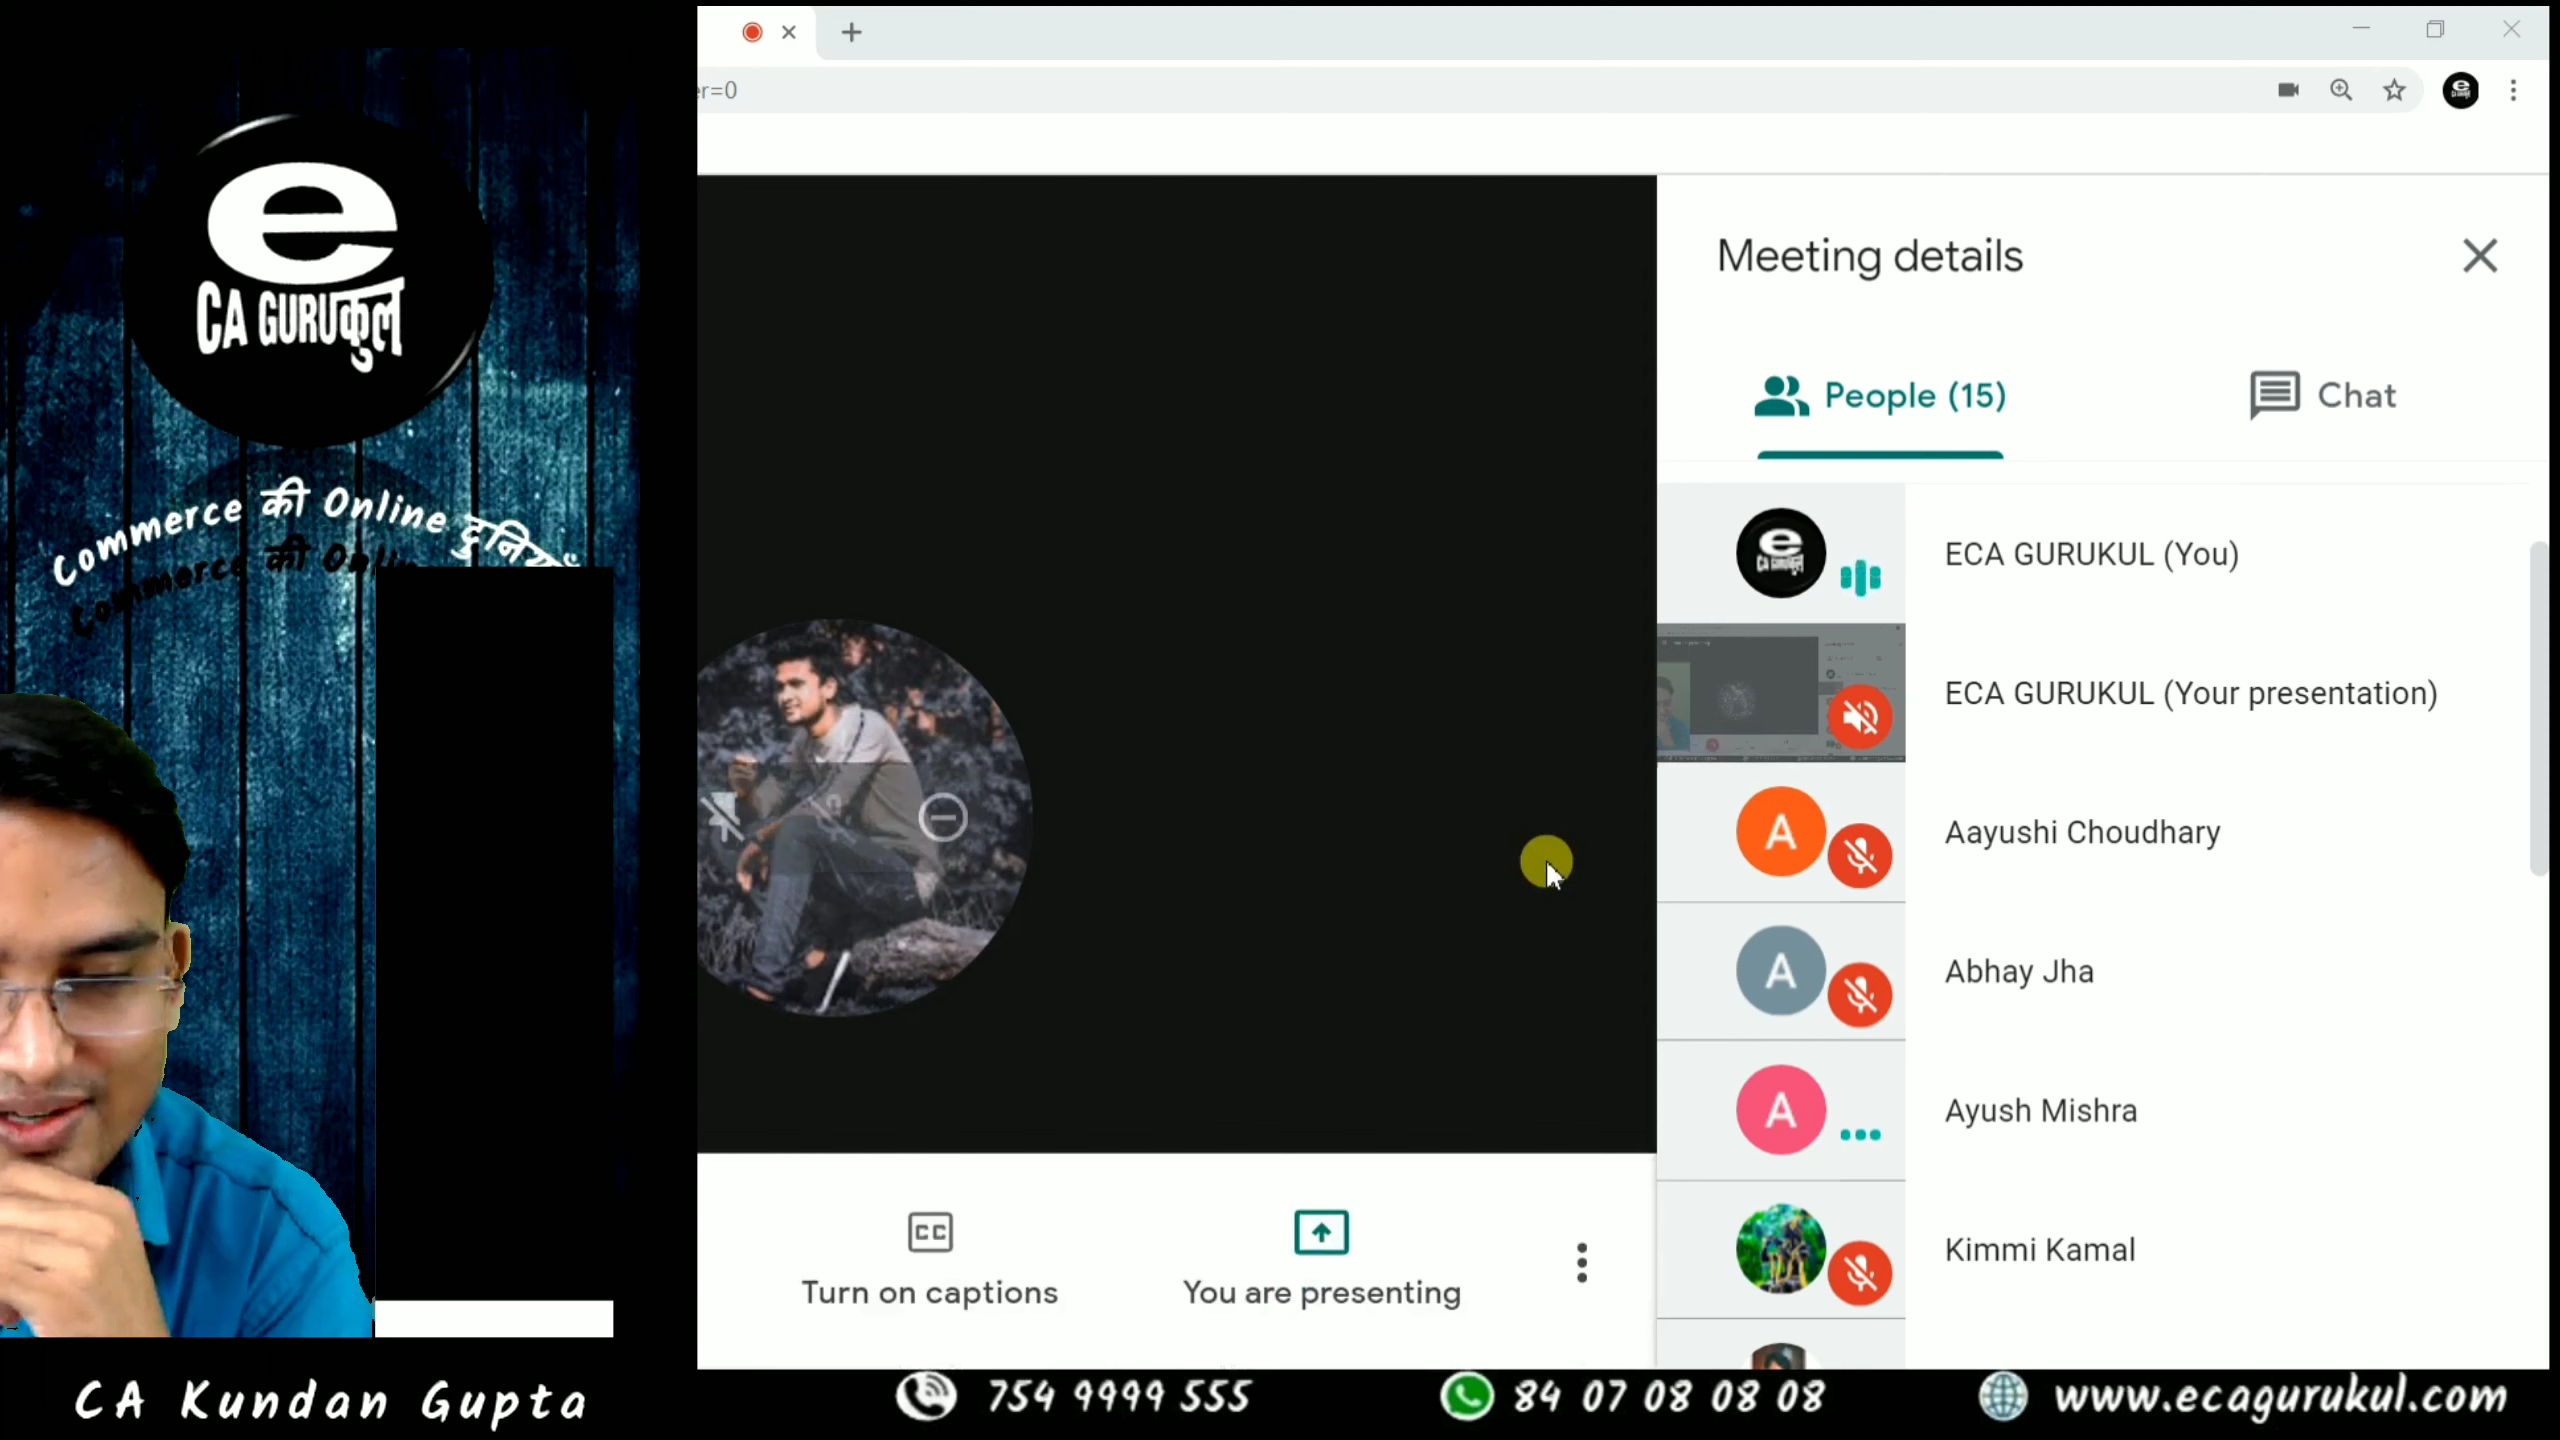 er=0
e
CA GURUकुल
Commerce की Online दुनियाँ
Meeting details
People (15)
Chat
ECA GURUKUL (You)
ECA GURUKUL (Your presentation)
A
Aayushi Choudhary
A
Abhay Jha
A
Ayush Mishra
Kimmi Kamal
CC
Turn on captions
You are presenting
CA Kundan Gupta
754 9999 555
84 07 08 08 08
www.ecagurukul.com